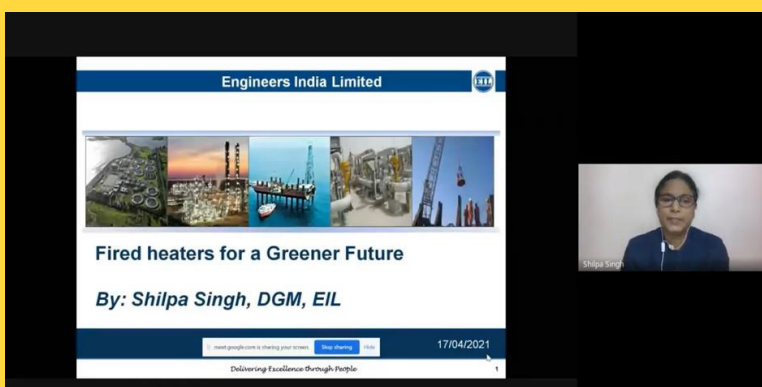 Engineers India Limited
EIL
Fired heaters for a Greener Future
By: Shilpa Singh, DGM, EIL
meet.google.com is sharing your screen. Stop sharing Hide
17/04/2021
Delivering Excellence through People
1
Shilpa Singh